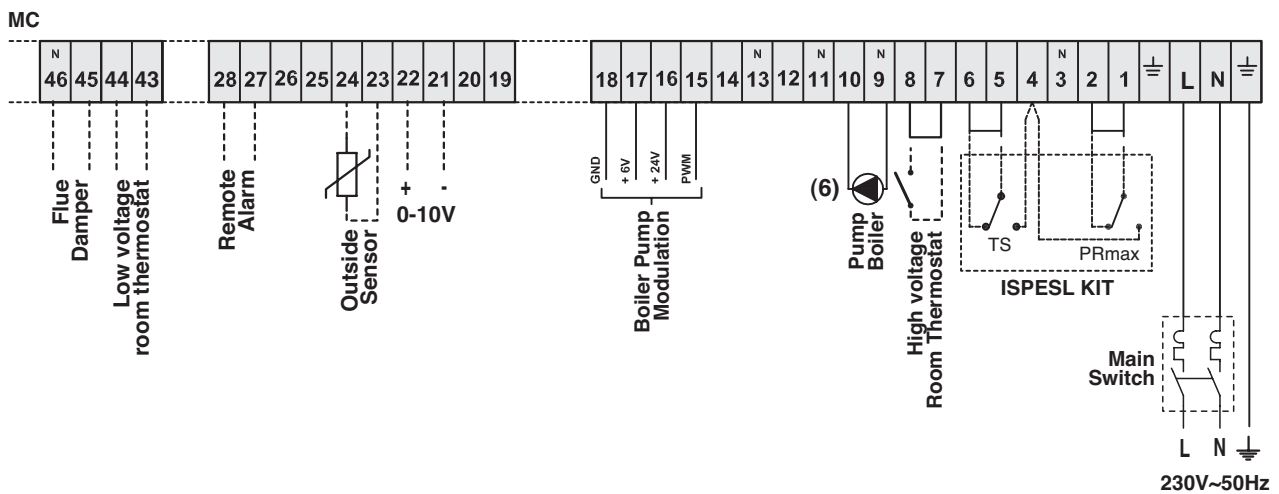 MC
N N N N N
46 45 44 43 28 27 26 25 24 23 22 21 20 19 18 17 16 15 14 13 12 11 10 9 8 7 6 5 4 3 2 1 L N
Flue
Damper
Low voltage
room thermostat
Remote
Alarm
Outside
Sensor
+ -
0-10V
GND
+ 6V
+ 24V
PWM
Boiler Pump
Modulation
(6)
Pump
Boiler
High voltage
Room Thermostat
TS
PRmax
ISPESL KIT
Main
Switch
L N
230V~50Hz